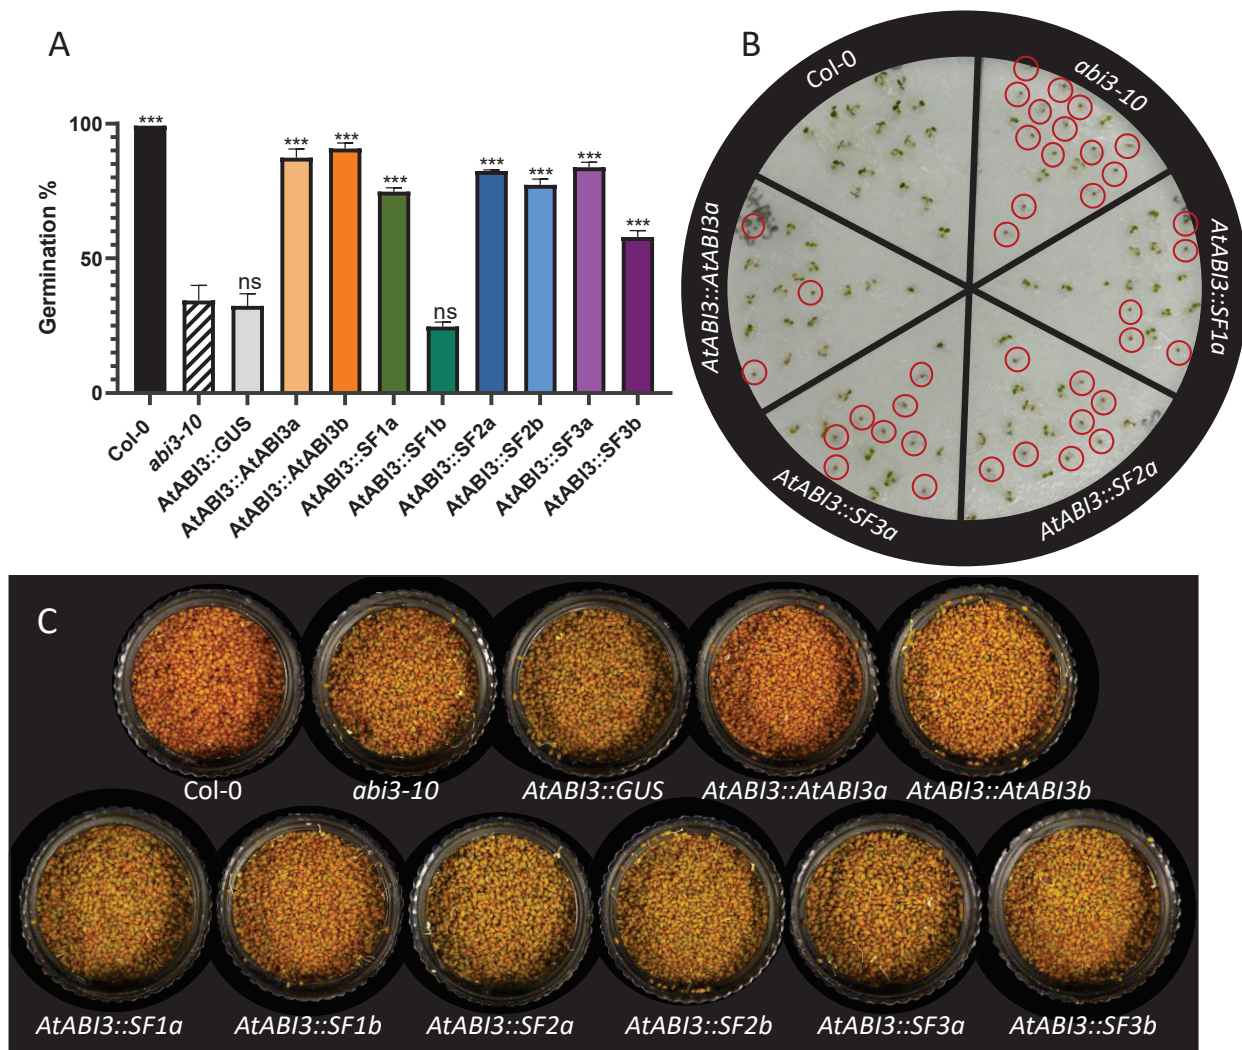 A
Germination %
100
50
0
***
ns
***
***
***
ns
***
***
***
***
Col-0
abi3-10
AtABI3::GUS
AtABI3::AtABI3a
AtABI3::AtABI3b
AtABI3::SF1a
AtABI3::SF1b
AtABI3::SF2a
AtABI3::SF2b
AtABI3::SF3a
AtABI3::SF3b
B
Col-0
abi3-10
AtABI3::SF1a
AtABI3::SF2a
AtABI3::SF3a
AtABI3::AtABI3a
C
Col-0
abi3-10
AtABI3::GUS
AtABI3::AtABI3a
AtABI3::AtABI3b
AtABI3::SF1a
AtABI3::SF1b
AtABI3::SF2a
AtABI3::SF2b
AtABI3::SF3a
AtABI3::SF3b